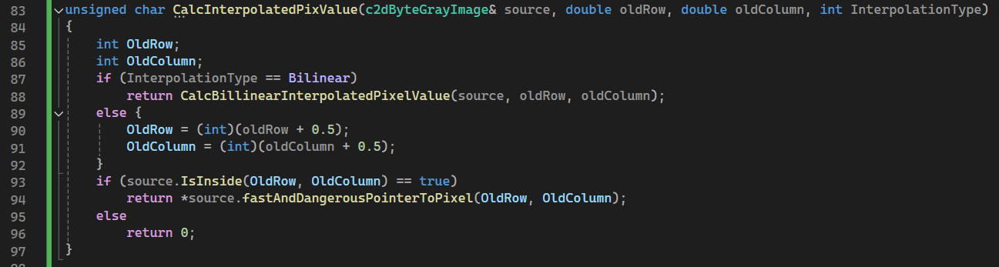 83 unsigned char CalcInterpolatedPixValue(c2dByteGrayImage& source, double oldRow, double oldColumn, int InterpolationType)
84 {
85     int OldRow;
86     int OldColumn;
87     if (InterpolationType == Bilinear)
88         return CalcBillinearInterpolatedPixelValue(source, oldRow, oldColumn);
89     else {
90         OldRow = (int)(oldRow + 0.5);
91         OldColumn = (int)(oldColumn + 0.5);
92     }
93     if (source.IsInside(OldRow, OldColumn) == true)
94         return *source.fastAndDangerousPointerToPixel(OldRow, OldColumn);
95     else
96         return 0;
97 }